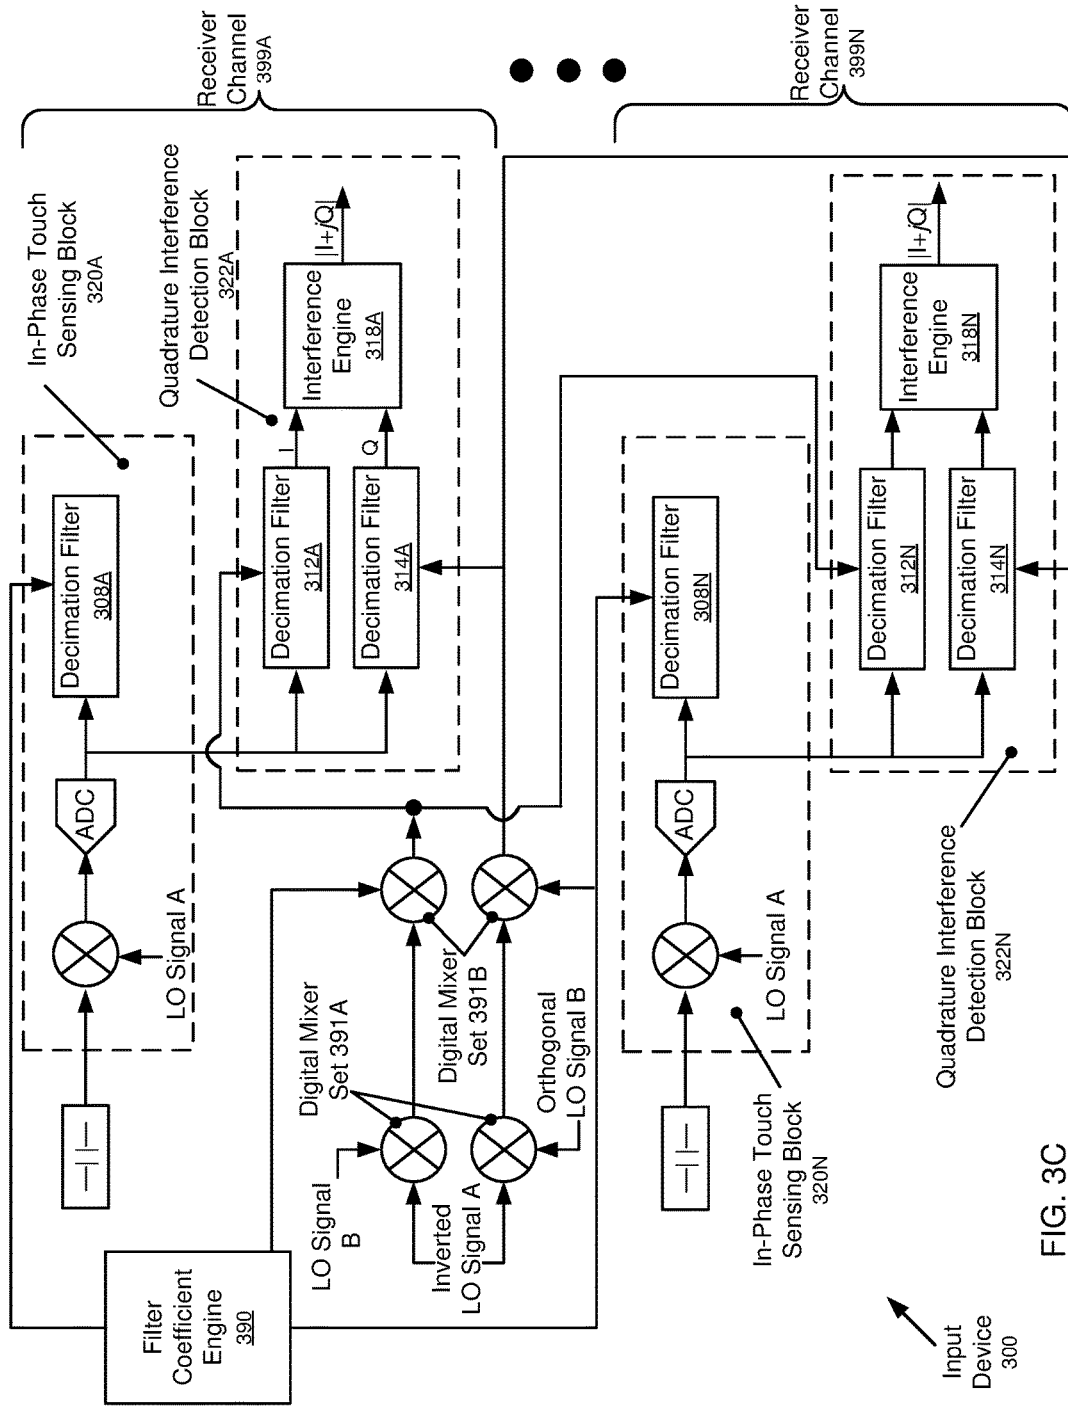 Receiver
Channel
399A
Receiver
Channel
399N
In-Phase Touch
Sensing Block
320A
Quadrature Interference
Detection Block
322A
Decimation Filter
308A
ADC
LO Signal A
Decimation Filter
312A
Decimation Filter
314A
I
Q
Interference
Engine
318A
|I+jQ|
Filter
Coefficient
Engine
390
LO Signal
B
Inverted
LO Signal A
Digital Mixer
Set 391A
Digital Mixer
Set 391B
Orthogonal
LO Signal B
Decimation Filter
308N
ADC
LO Signal A
In-Phase Touch
Sensing Block
320N
Decimation Filter
312N
Decimation Filter
314N
Interference
Engine
318N
|I+jQ|
Quadrature Interference
Detection Block
322N
Input
Device
300
FIG. 3C